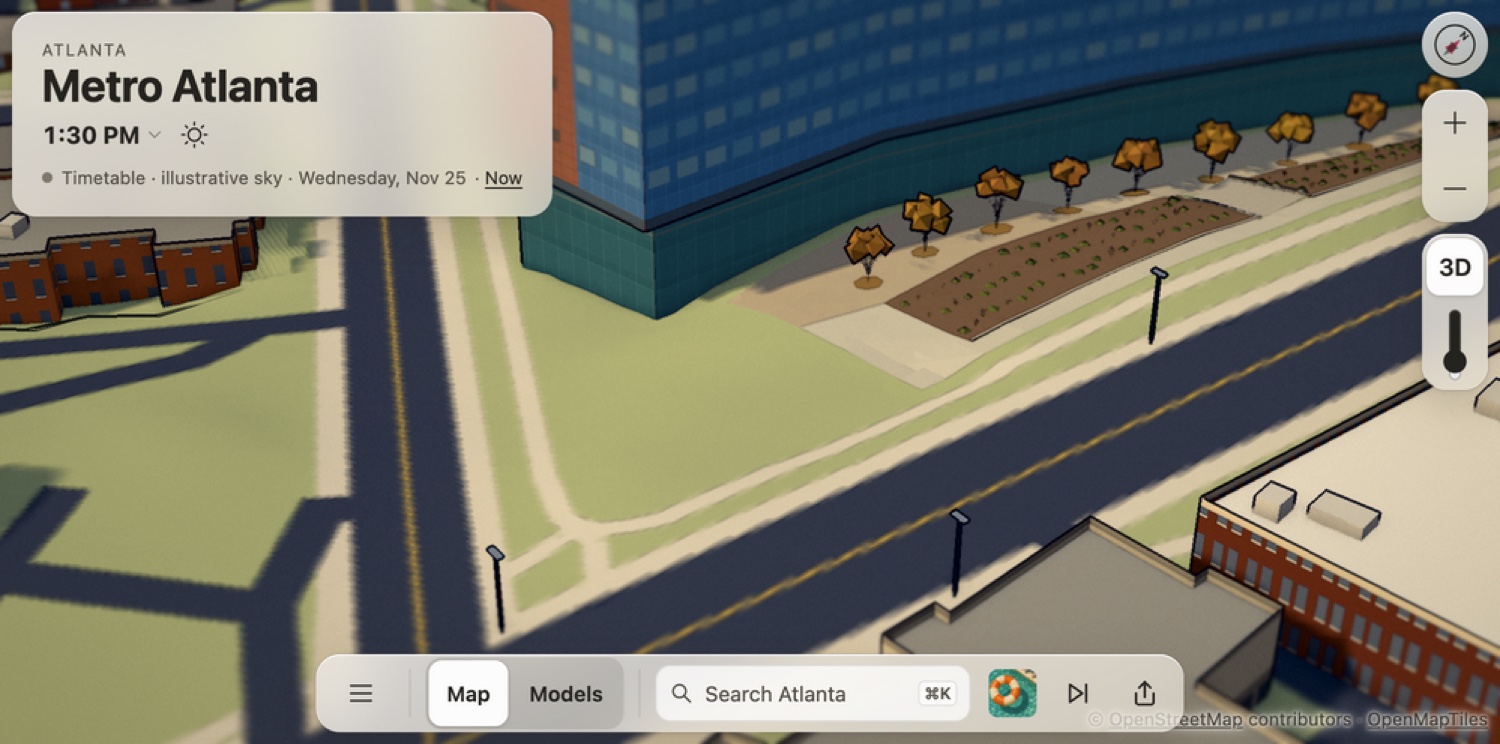 ATLANTA
Metro Atlanta
1:30 PM
Timetable · illustrative sky · Wednesday, Nov 25 · Now
N
3D
Map
Models
Search Atlanta
⌘K
© OpenStreetMap contributors · OpenMapTiles